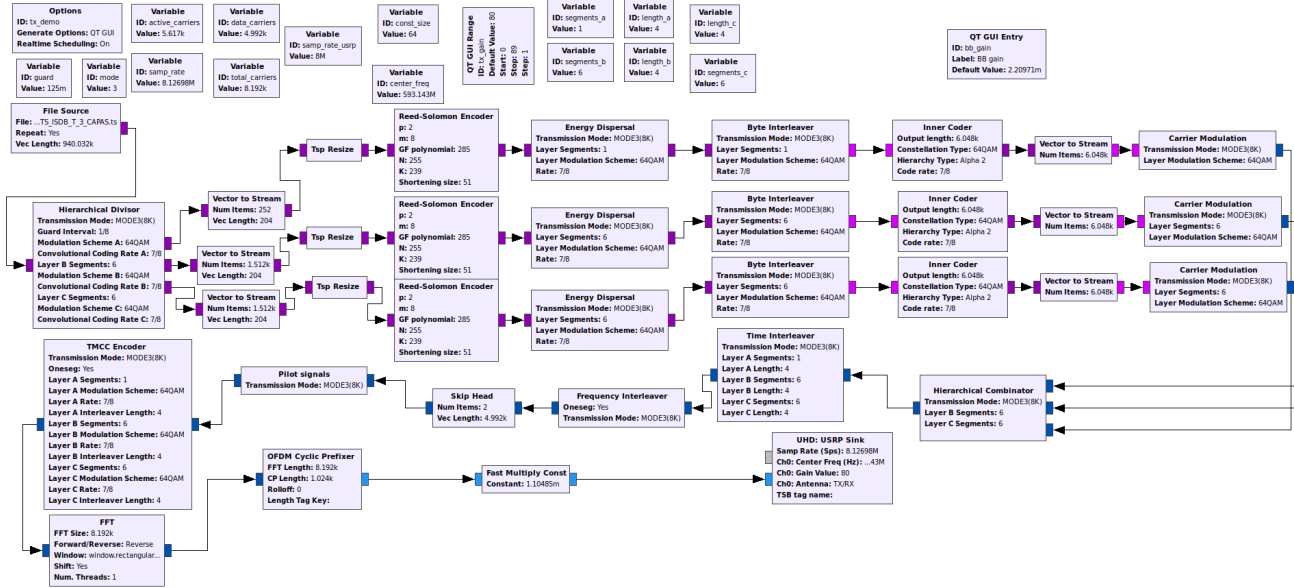 Options
ID: tx_demo
Generate Options: QT GUI
Realtime Scheduling: On
Variable
ID: active_carriers
Value: 5.617k
Variable
ID: data_carriers
Value: 4.992k
Variable
ID: samp_rate_usrp
Value: 8M
Variable
ID: const_size
Value: 64
QT GUI Range
ID: tx_gain
Default Value: 80
Start: 0
Stop: 89
Step: 1
Variable
ID: segments_a
Value: 1
Variable
ID: length_a
Value: 4
Variable
ID: length_c
Value: 4
QT GUI Entry
ID: bb_gain
Label: BB gain
Default Value: 2.20971m
Variable
ID: guard
Value: 125m
Variable
ID: mode
Value: 3
Variable
ID: samp_rate
Value: 8.12698M
Variable
ID: total_carriers
Value: 8.192k
Variable
ID: center_freq
Value: 593.143M
Variable
ID: segments_b
Value: 6
Variable
ID: length_b
Value: 4
Variable
ID: segments_c
Value: 6
File Source
File: ...TS_ISDB_T_3_CAPAS.ts
Repeat: Yes
Vec Length: 940.032k
Hierarchical Divisor
Transmission Mode: MODE3(8K)
Guard Interval: 1/8
Modulation Scheme A: 64QAM
Convolutional Coding Rate A: 7/8
Layer B Segments: 6
Modulation Scheme B: 64QAM
Convolutional Coding Rate B: 7/8
Layer C Segments: 6
Modulation Scheme C: 64QAM
Convolutional Coding Rate C: 7/8
Vector to Stream
Num Items: 252
Vec Length: 204
Tsp Resize
Reed-Solomon Encoder
p: 2
m: 8
GF polynomial: 285
N: 255
K: 239
Shortening size: 51
Energy Dispersal
Transmission Mode: MODE3(8K)
Layer Segments: 1
Layer Modulation Scheme: 64QAM
Rate: 7/8
Byte Interleaver
Transmission Mode: MODE3(8K)
Layer Segments: 1
Layer Modulation Scheme: 64QAM
Rate: 7/8
Inner Coder
Output length: 6.048k
Constellation Type: 64QAM
Hierarchy Type: Alpha 2
Code rate: 7/8
Vector to Stream
Num Items: 6.048k
Carrier Modulation
Transmission Mode: MODE3(8K)
Layer Segments: 1
Layer Modulation Scheme: 64QAM
Vector to Stream
Num Items: 1.512k
Vec Length: 204
Tsp Resize
Reed-Solomon Encoder
p: 2
m: 8
GF polynomial: 285
N: 255
K: 239
Shortening size: 51
Energy Dispersal
Transmission Mode: MODE3(8K)
Layer Segments: 6
Layer Modulation Scheme: 64QAM
Rate: 7/8
Byte Interleaver
Transmission Mode: MODE3(8K)
Layer Segments: 6
Layer Modulation Scheme: 64QAM
Rate: 7/8
Inner Coder
Output length: 6.048k
Constellation Type: 64QAM
Hierarchy Type: Alpha 2
Code rate: 7/8
Vector to Stream
Num Items: 6.048k
Carrier Modulation
Transmission Mode: MODE3(8K)
Layer Segments: 6
Layer Modulation Scheme: 64QAM
Vector to Stream
Num Items: 1.512k
Vec Length: 204
Tsp Resize
Reed-Solomon Encoder
p: 2
m: 8
GF polynomial: 285
N: 255
K: 239
Shortening size: 51
Energy Dispersal
Transmission Mode: MODE3(8K)
Layer Segments: 6
Layer Modulation Scheme: 64QAM
Rate: 7/8
Byte Interleaver
Transmission Mode: MODE3(8K)
Layer Segments: 6
Layer Modulation Scheme: 64QAM
Rate: 7/8
Inner Coder
Output length: 6.048k
Constellation Type: 64QAM
Hierarchy Type: Alpha 2
Code rate: 7/8
Vector to Stream
Num Items: 6.048k
Carrier Modulation
Transmission Mode: MODE3(8K)
Layer Segments: 6
Layer Modulation Scheme: 64QAM
TMCC Encoder
Transmission Mode: MODE3(8K)
Oneseg: Yes
Layer A Segments: 1
Layer A Modulation Scheme: 64QAM
Layer A Rate: 7/8
Layer A Interleaver Length: 4
Layer B Segments: 6
Layer B Modulation Scheme: 64QAM
Layer B Rate: 7/8
Layer B Interleaver Length: 4
Layer C Segments: 6
Layer C Modulation Scheme: 64QAM
Layer C Rate: 7/8
Layer C Interleaver Length: 4
Pilot signals
Transmission Mode: MODE3(8K)
Skip Head
Num Items: 2
Vec Length: 4.992k
Frequency Interleaver
Oneseg: Yes
Transmission Mode: MODE3(8K)
Time Interleaver
Transmission Mode: MODE3(8K)
Layer A Segments: 1
Layer A Length: 4
Layer B Segments: 6
Layer B Length: 4
Layer C Segments: 6
Layer C Length: 4
Hierarchical Combinator
Transmission Mode: MODE3(8K)
Layer B Segments: 6
Layer C Segments: 6
OFDM Cyclic Prefixer
FFT Length: 8.192k
CP Length: 1.024k
Rolloff: 0
Length Tag Key:
Fast Multiply Const
Constant: 1.10485m
UHD: USRP Sink
Samp Rate (Sps): 8.12698M
Ch0: Center Freq (Hz): ...43M
Ch0: Gain Value: 80
Ch0: Antenna: TX/RX
TSB tag name:
FFT
FFT Size: 8.192k
Forward/Reverse: Reverse
Window: window.rectangular...
Shift: Yes
Num. Threads: 1